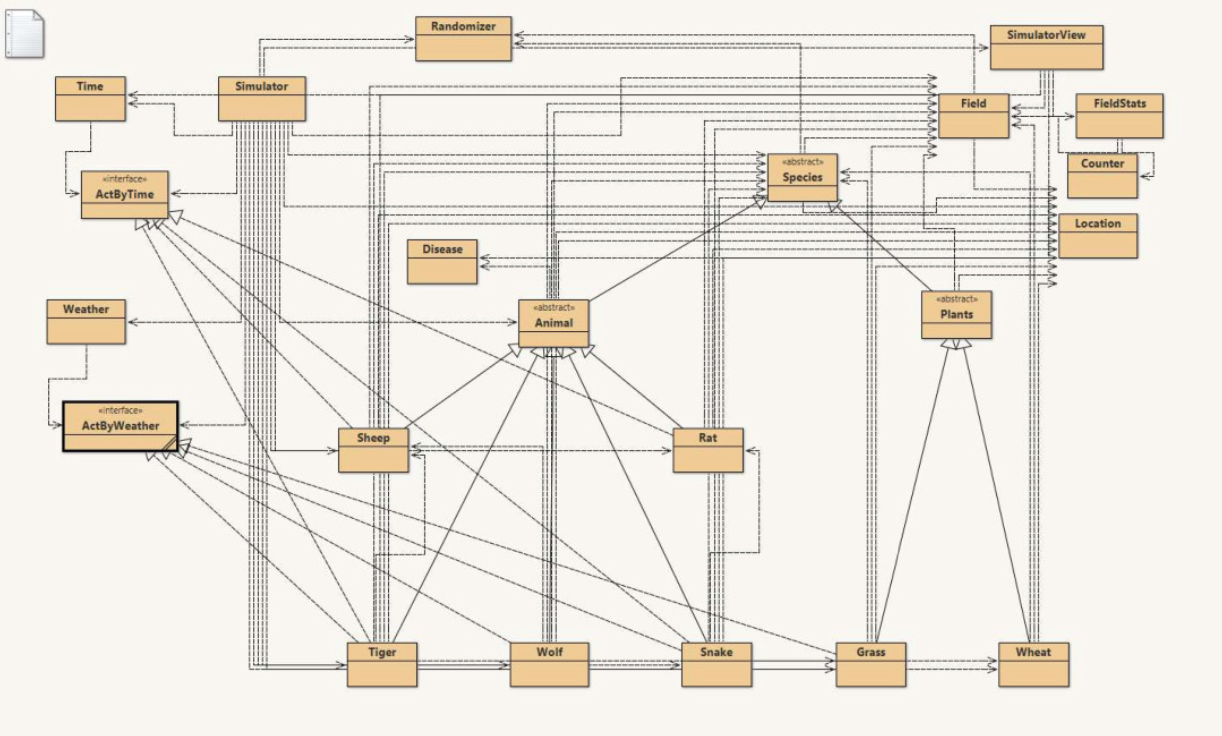 Randomizer
SimulatorView
Time
Simulator
Field
FieldStats
«interface»
ActByTime
«abstract»
Species
Counter
Disease
Location
Weather
«abstract»
Animal
«abstract»
Plants
«interface»
ActByWeather
Sheep
Rat
Tiger
Wolf
Snake
Grass
Wheat